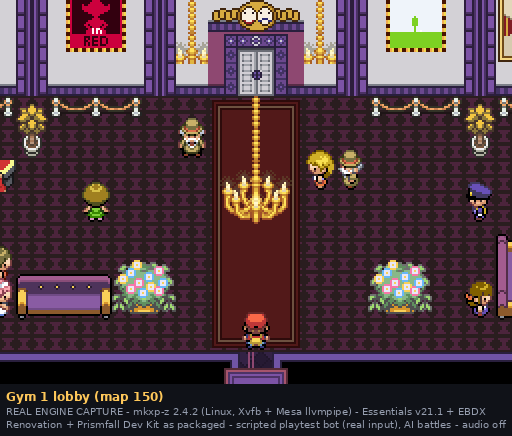 in
RED
Gym 1 lobby (map 150)
REAL ENGINE CAPTURE - mkxp-z 2.4.2 (Linux, Xvfb + Mesa llvmpipe) - Essentials v21.1 + EBDX
Renovation + Prismfall Dev Kit as packaged - scripted playtest bot (real input), AI battles - audio off